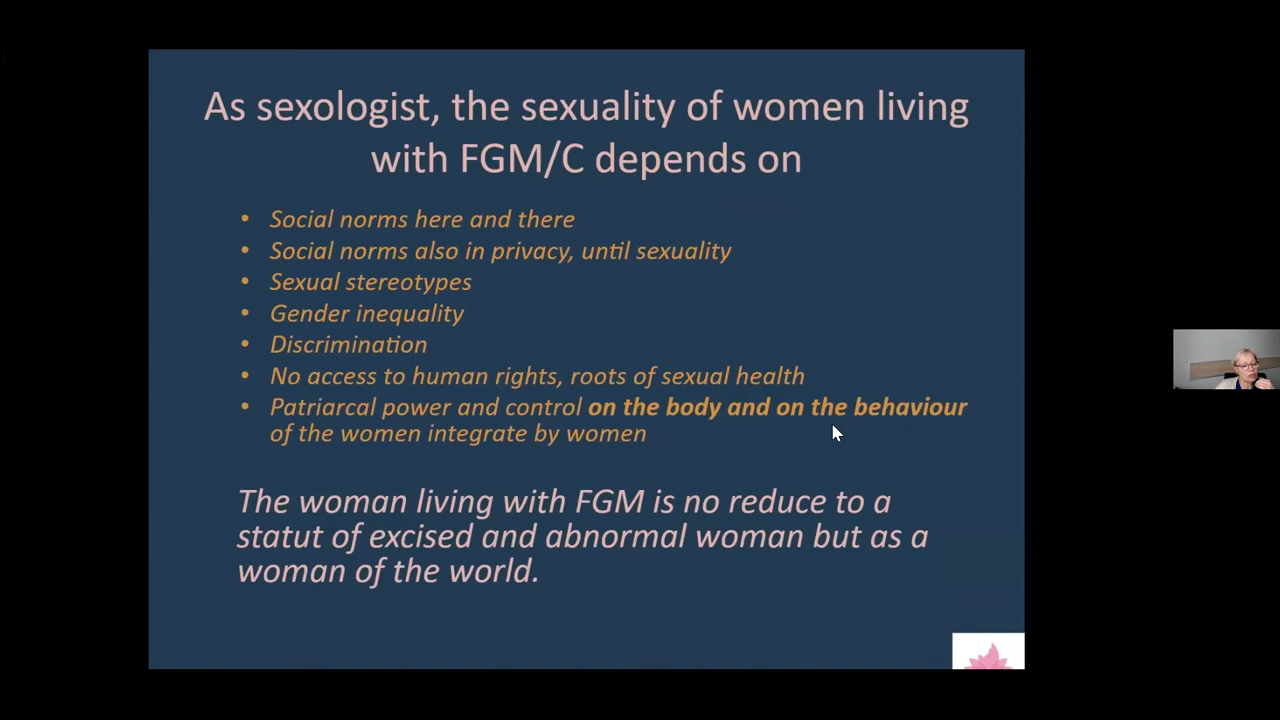 As sexologist, the sexuality of women living
with FGM/C depends on
• Social norms here and there
• Social norms also in privacy, until sexuality
• Sexual stereotypes
• Gender inequality
• Discrimination
• No access to human rights, roots of sexual health
• Patriarcal power and control on the body and on the behaviour
of the women integrate by women
The woman living with FGM is no reduce to a
statut of excised and abnormal woman but as a
woman of the world.